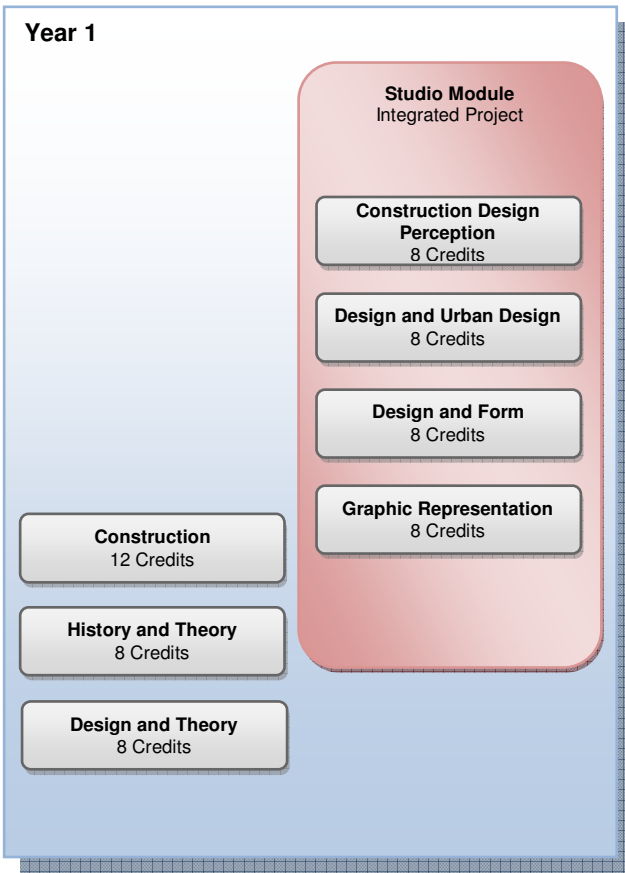 Year 1
Studio Module
Integrated Project
Construction Design
Perception
8 Credits
Design and Urban Design
8 Credits
Design and Form
8 Credits
Graphic Representation
8 Credits
Construction
12 Credits
History and Theory
8 Credits
Design and Theory
8 Credits